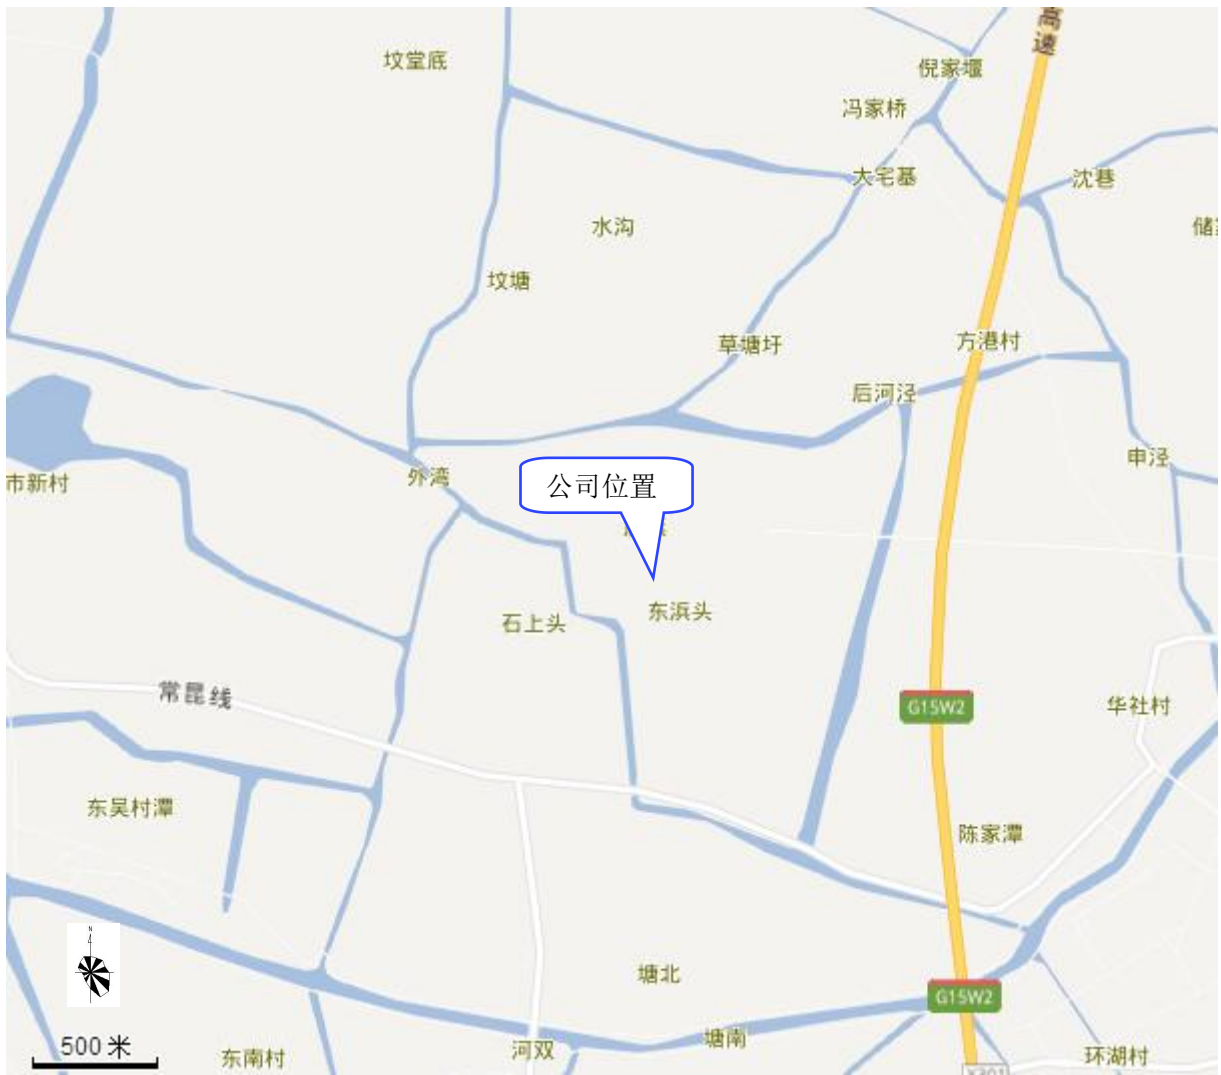 高速
坟堂底
倪家堰
冯家桥
大宅基
沈巷
水沟
储
坟塘
草塘圩
方港村
后河泾
外湾
申泾
市新村
公司位置
东浜头
石上头
常昆线
G15W2
华社村
东吴村潭
陈家潭
N
塘北
G15W2
500 米
塘南
东南村
河双
环湖村
X301